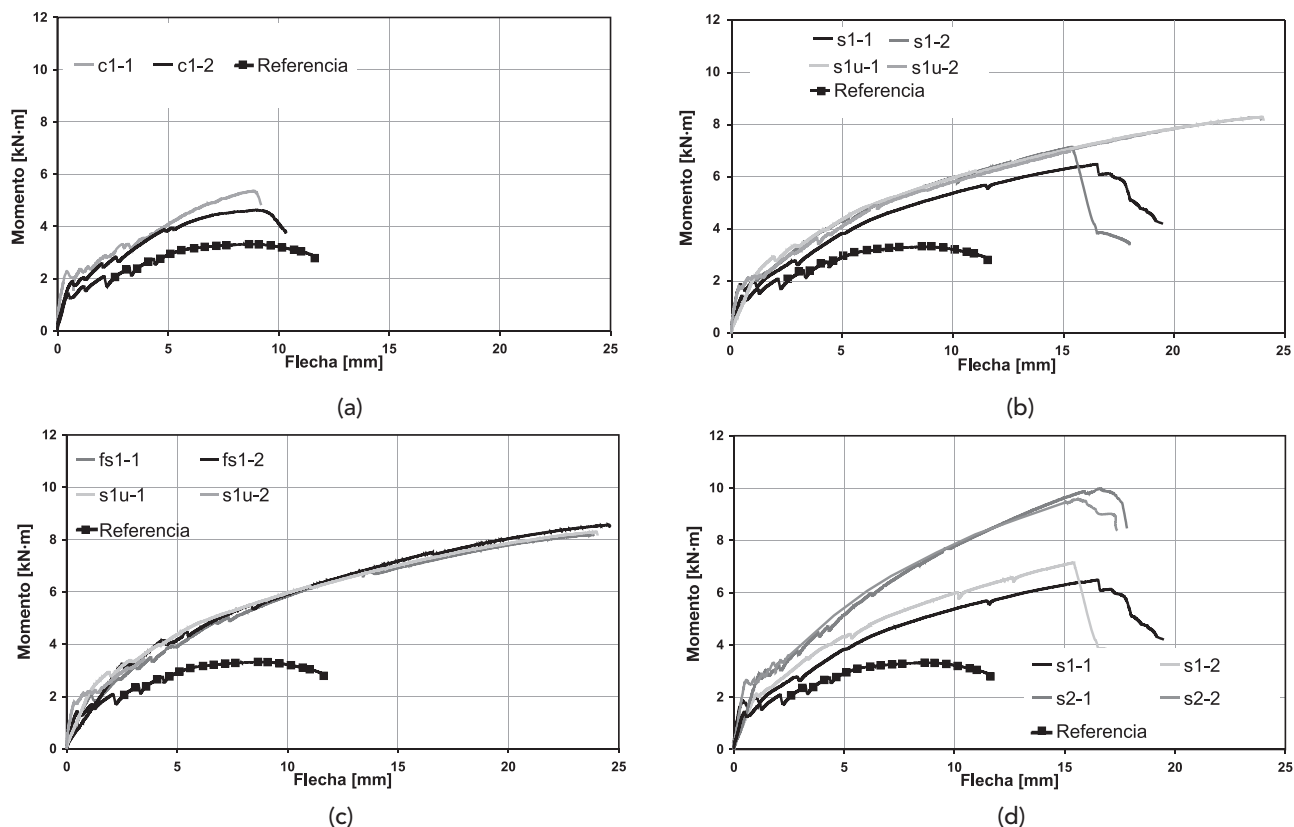 12
10
8
6
4
2
0
Momento [kN·m]
c1-1 c1-2 Referencia
0 5 10 15 20 25
Flecha [mm]
(a)
12
10
8
6
4
2
0
Momento [kN·m]
s1-1 s1-2
s1u-1 s1u-2
Referencia
0 5 10 15 20 25
Flecha [mm]
(b)
12
10
8
6
4
2
0
Momento [kN·m]
fs1-1 fs1-2
s1u-1 s1u-2
Referencia
0 5 10 15 20 25
Flecha [mm]
(c)
12
10
8
6
4
2
0
Momento [kN·m]
s1-1 s1-2
s2-1 s2-2
Referencia
0 5 10 15 20 25
Flecha [mm]
(d)